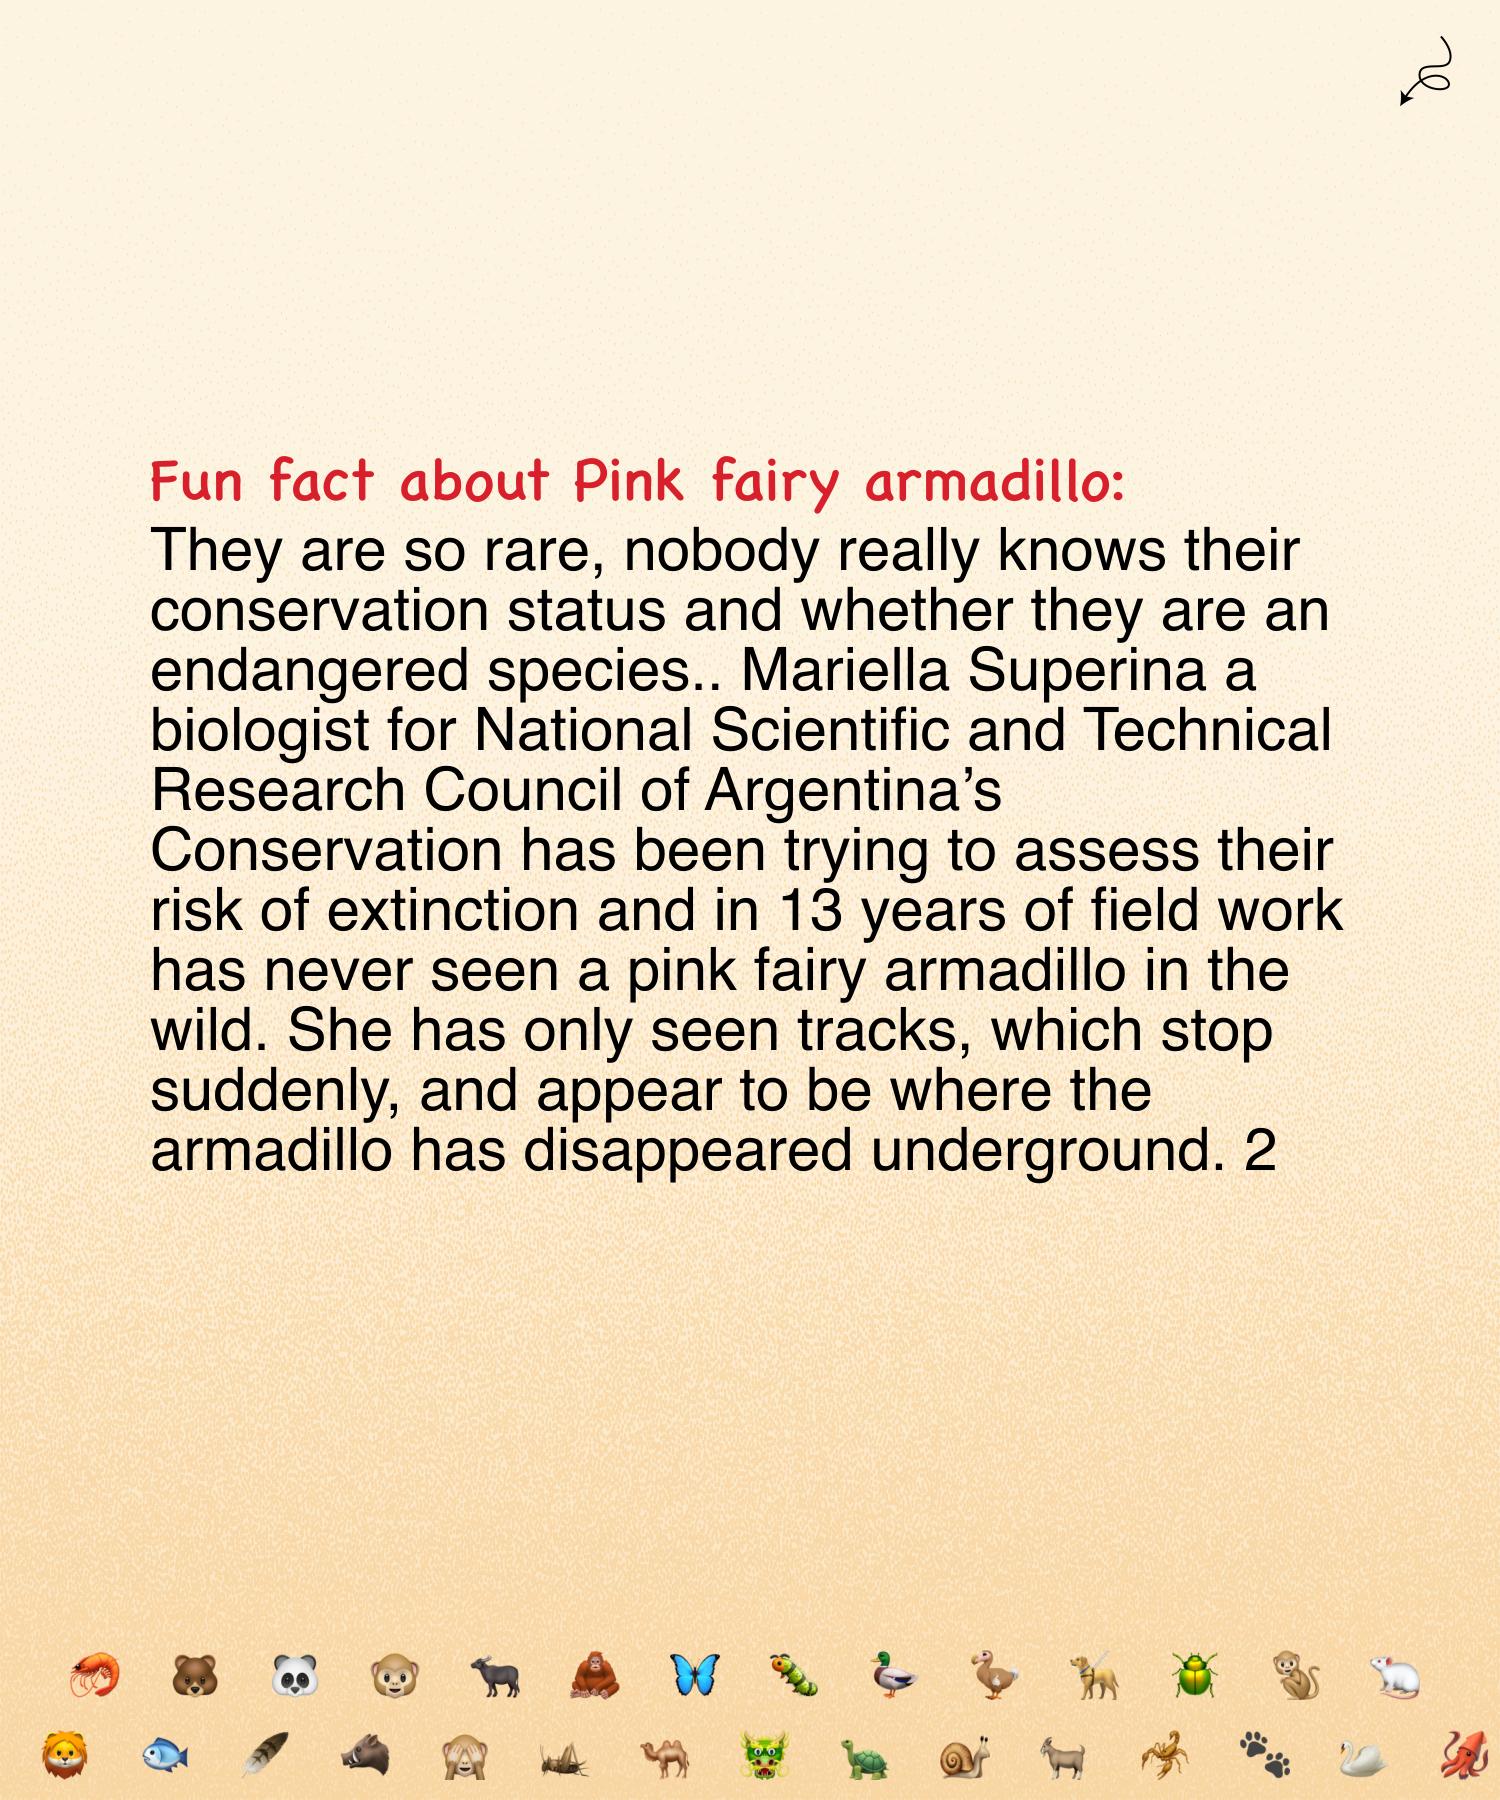 Fun fact about Pink fairy armadillo:
They are so rare, nobody really knows their
conservation status and whether they are an
endangered species.. Mariella Superina a
biologist for National Scientific and Technical
Research Council of Argentina’s
Conservation has been trying to assess their
risk of extinction and in 13 years of field work
has never seen a pink fairy armadillo in the
wild. She has only seen tracks, which stop
suddenly, and appear to be where the
armadillo has disappeared underground. 2